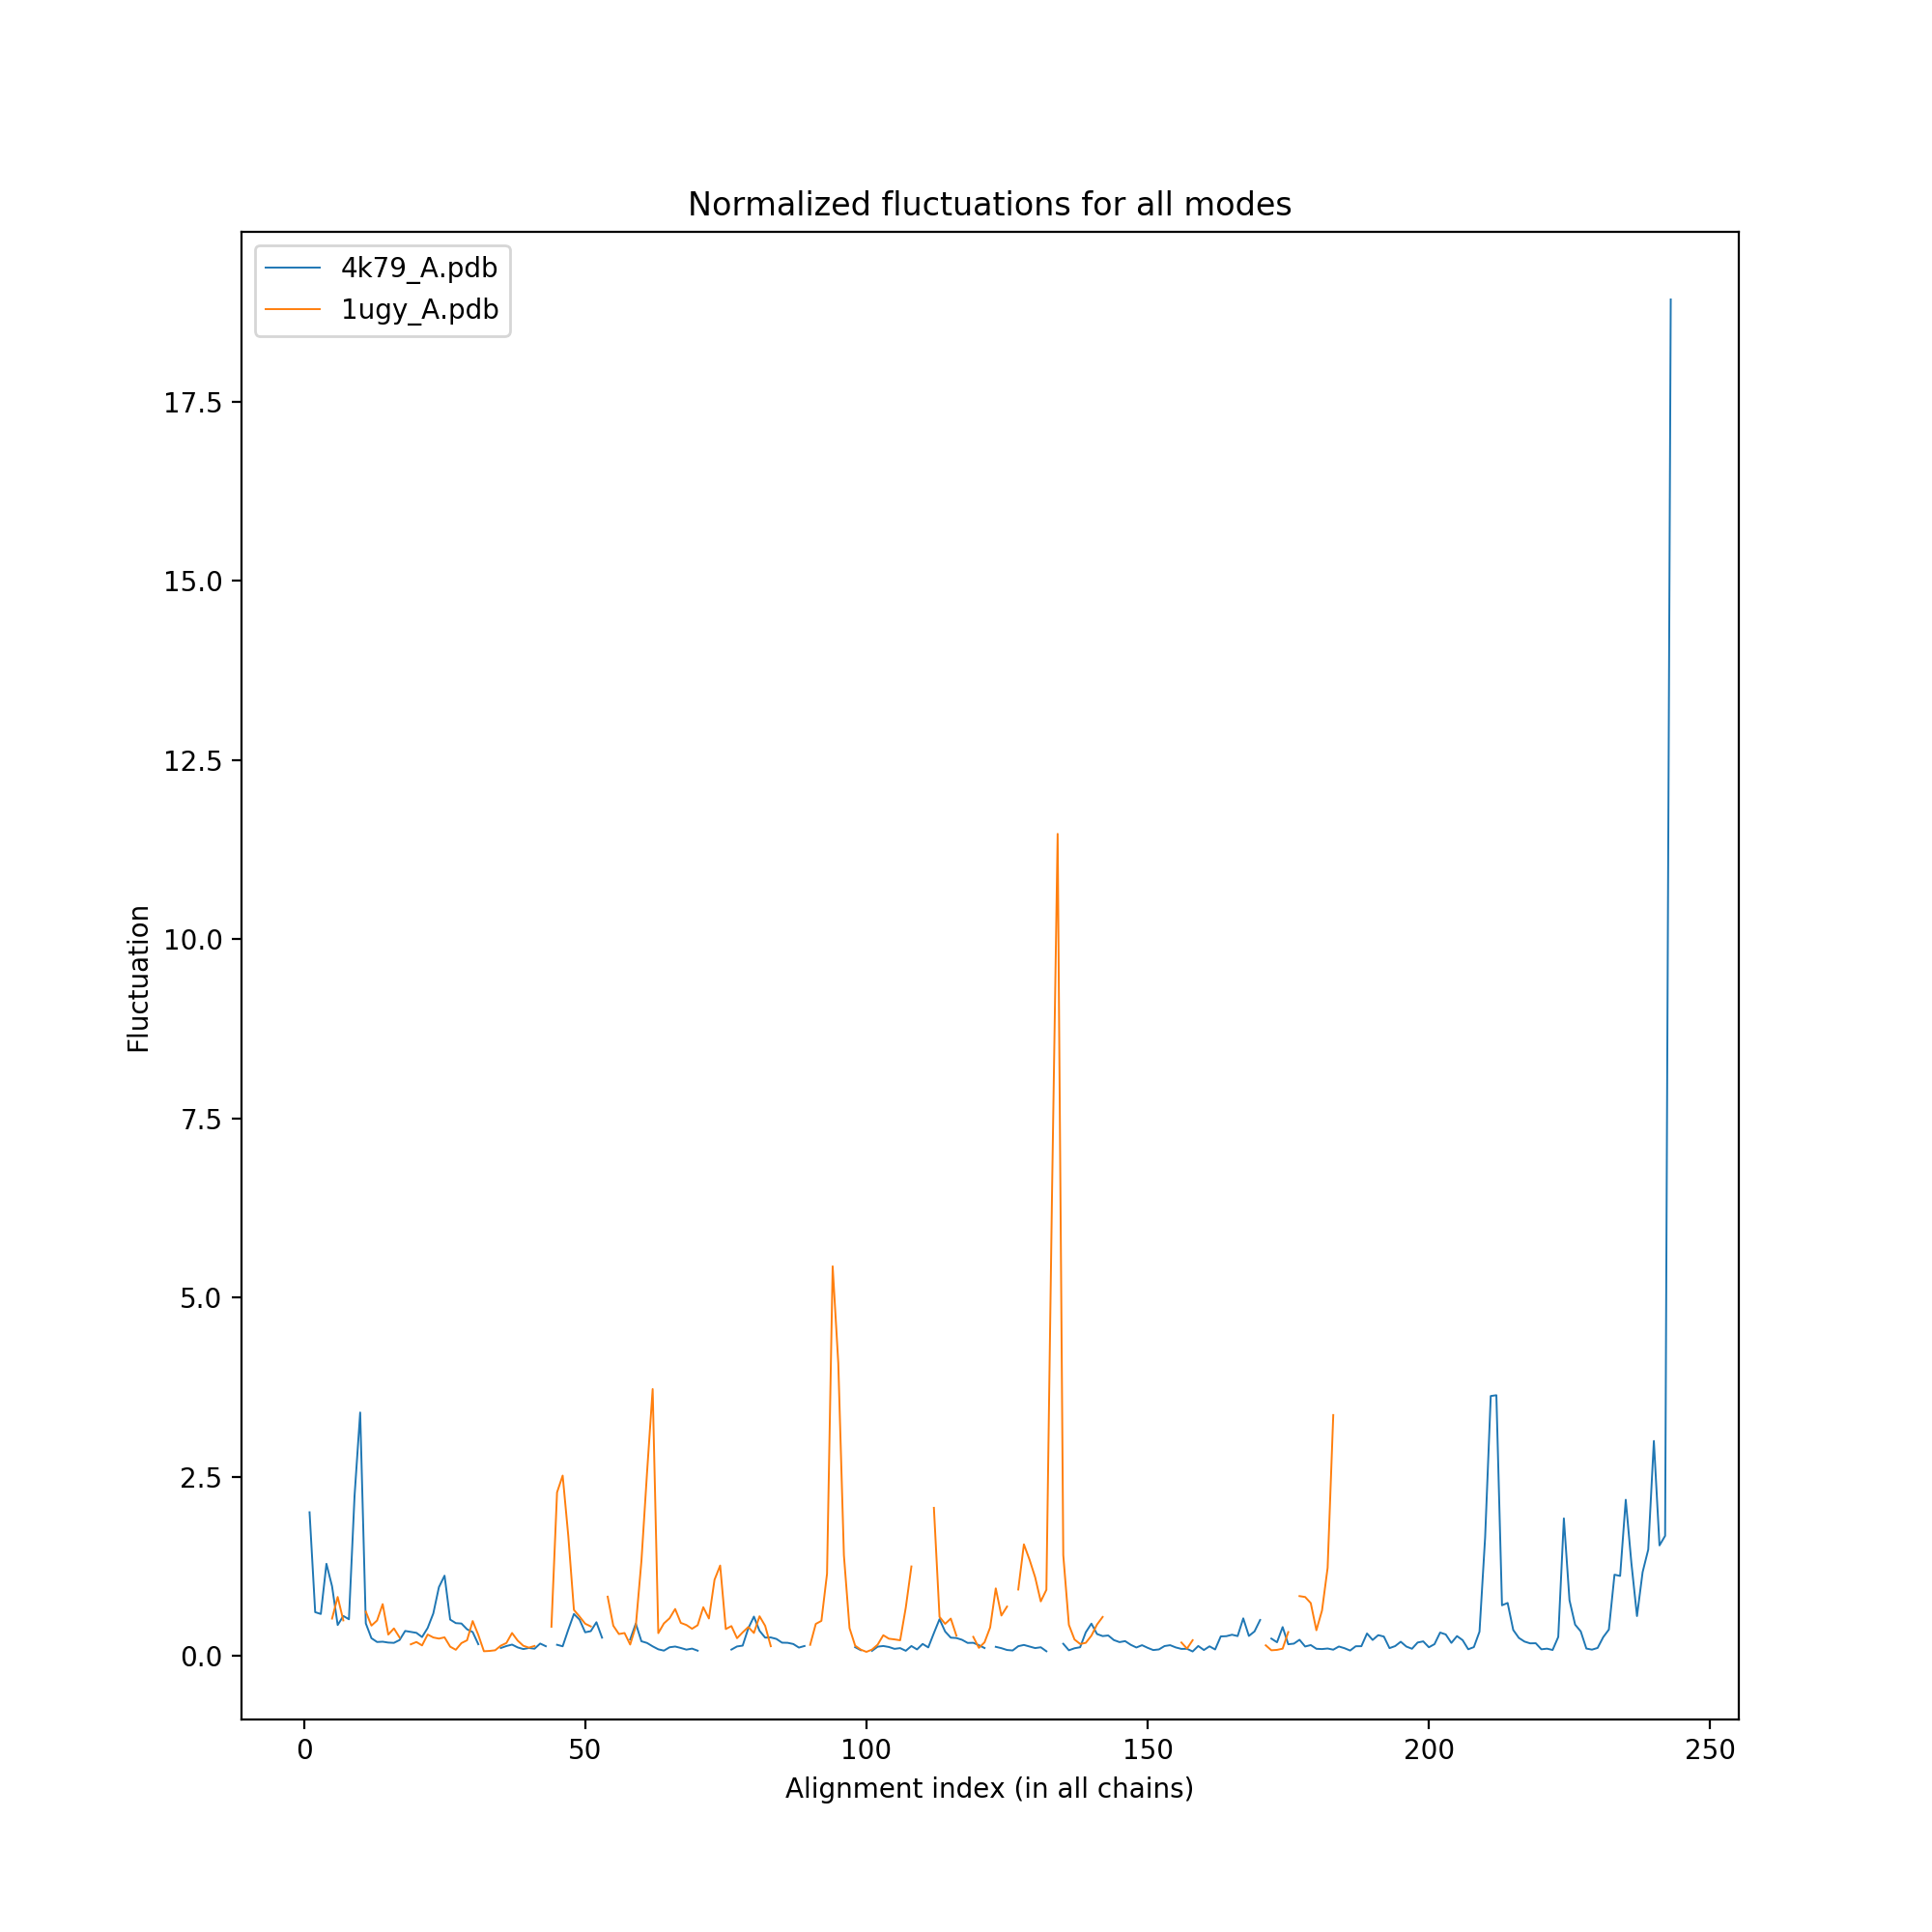 Normalized fluctuations for all modes
4k79_A.pdb
1ugy_A.pdb
17.5
15.0
12.5
10.0
7.5
5.0
2.5
0.0
Fluctuation
0 50 100 150 200 250
Alignment index (in all chains)